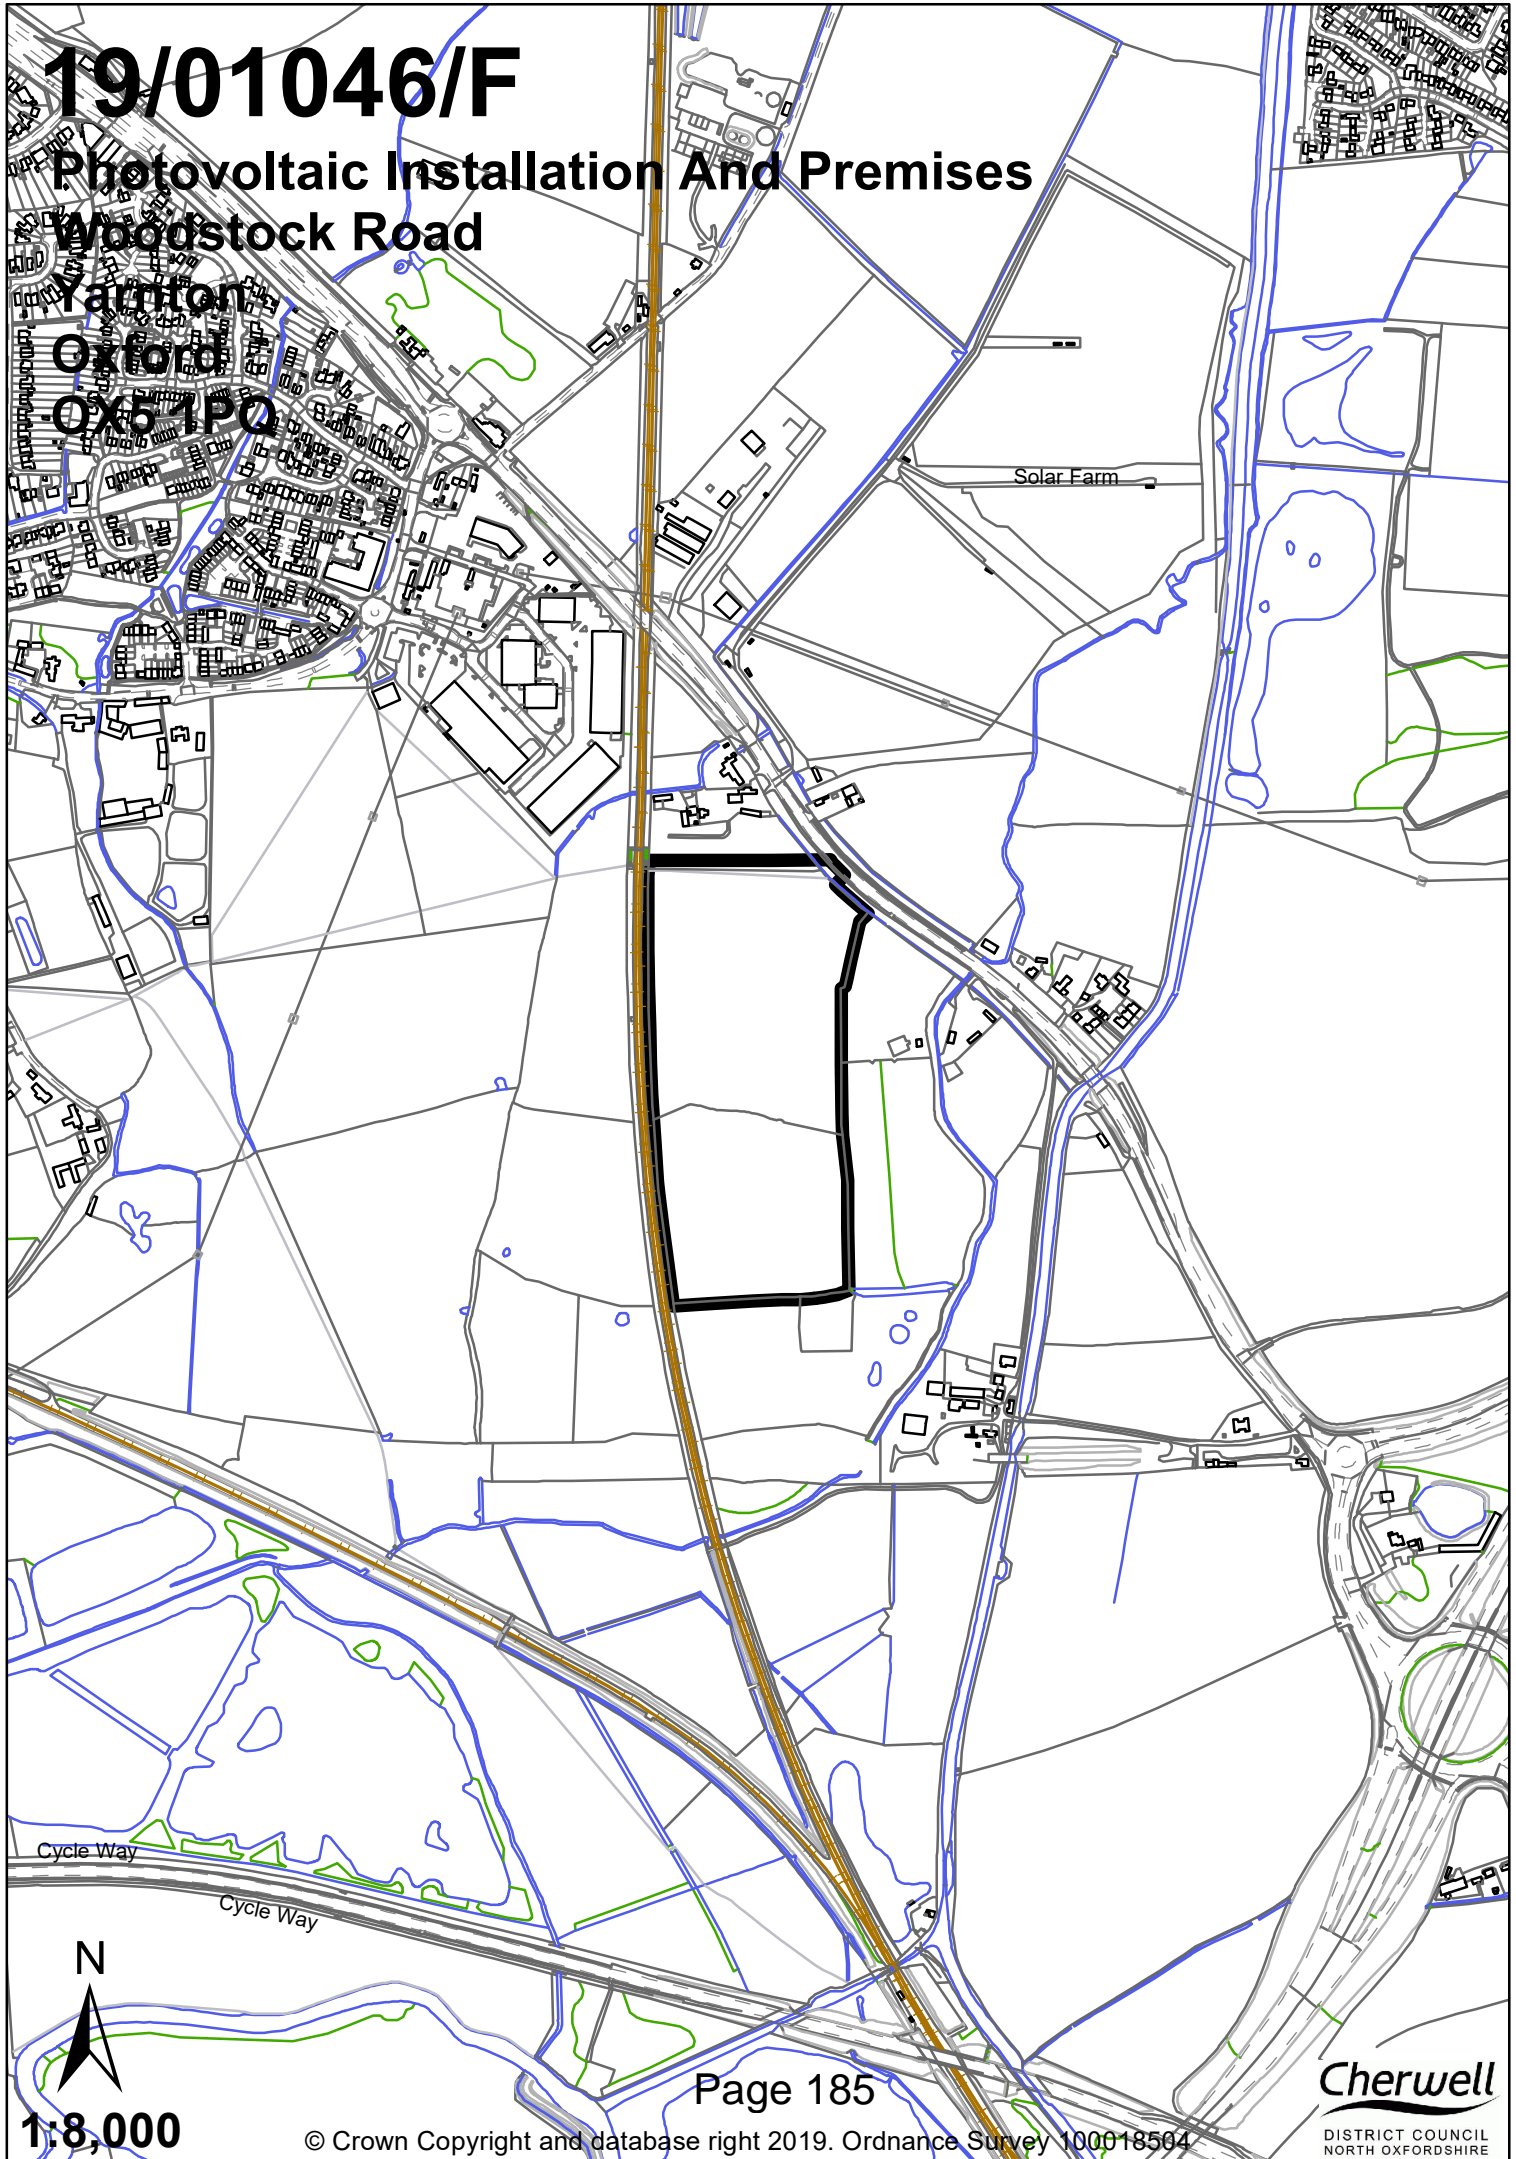 19/01046/F
Photovoltaic Installation And Premises
Woodstock Road
Yarnton
Oxford
OX5 1PQ
Solar Farm
Cycle Way
Cycle Way
N
1:8,000
Page 185
© Crown Copyright and database right 2019. Ordnance Survey 100018504
Cherwell
DISTRICT COUNCIL
NORTH OXFORDSHIRE